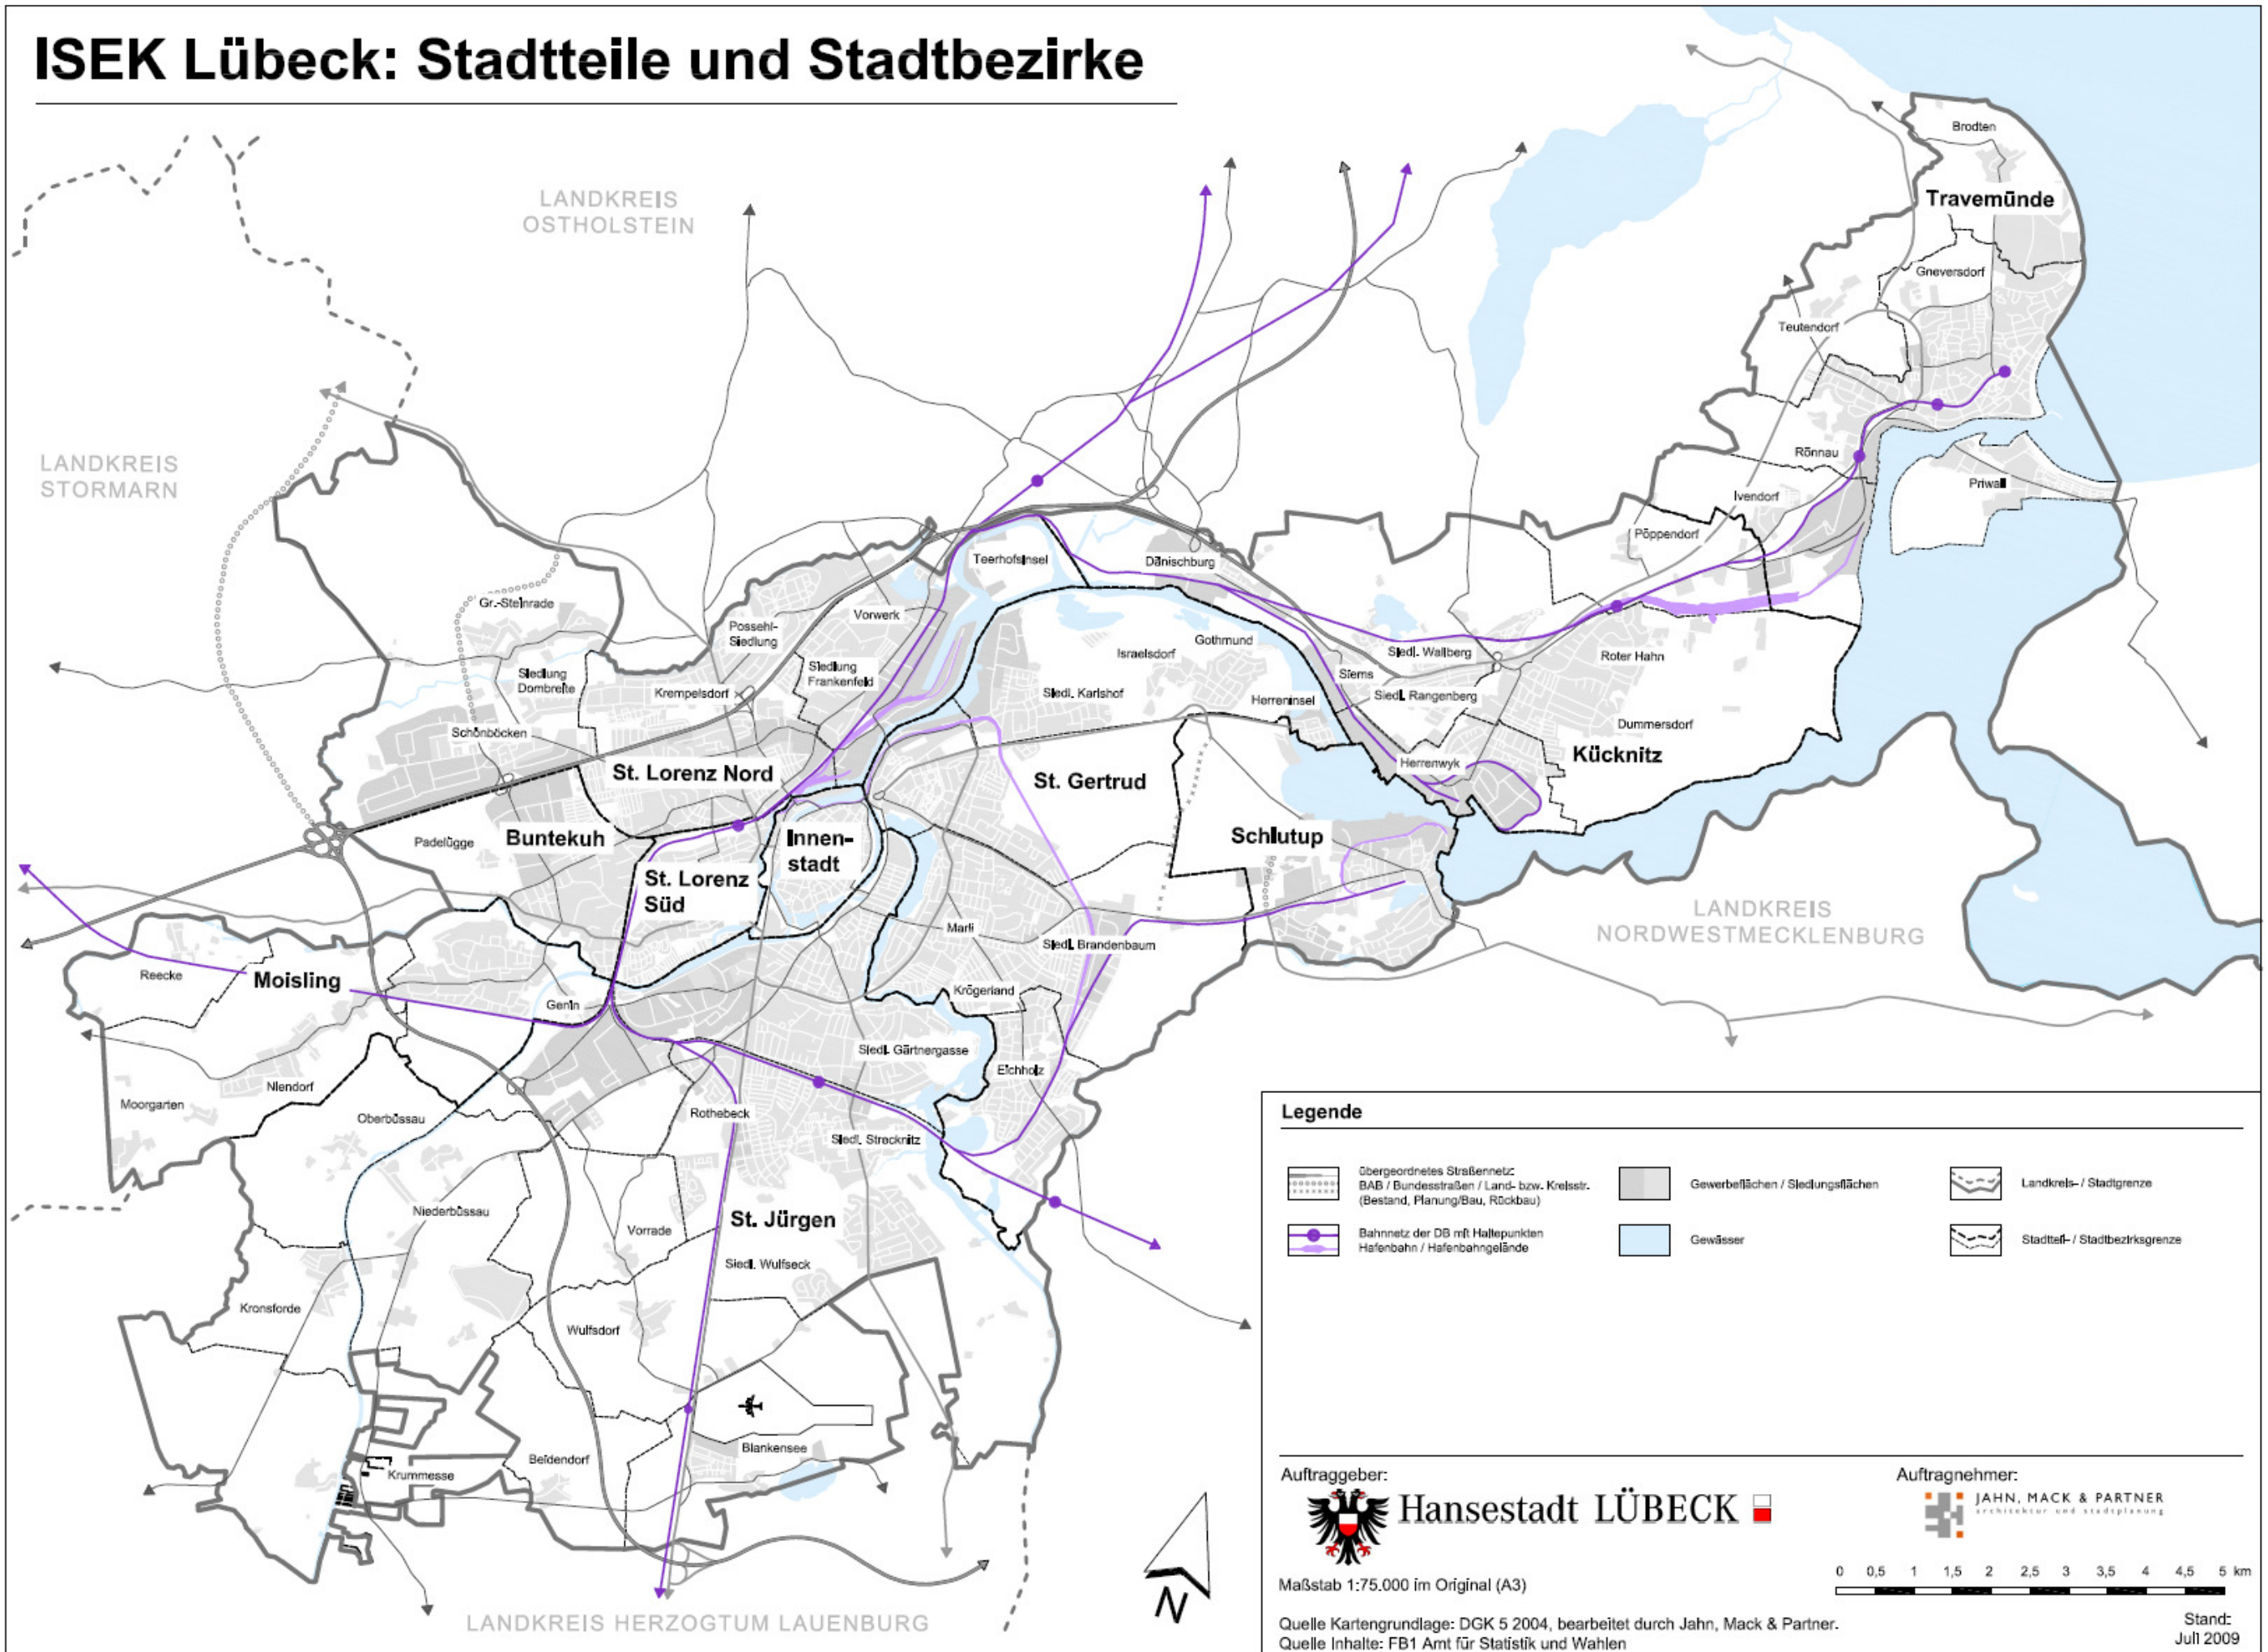 ISEK Lübeck: Stadtteile und Stadtbezirke
LANDKREIS
OSTHOLSTEIN
LANDKREIS
STORMARN
Brodten
Travemünde
Gneversdorf
Teutendorf
Rönnau
Priwall
Ivendorf
Pöppendorf
Teerhofsinsel
Dänischburg
Gr.-Steinrade
Vorwerk
Possehl-
Siedlung
Gothmund
Israelsdorf
Siedl. Wallberg
Roter Hahn
Siedlung
Dornbreite
Siedlung
Frankenfeld
Krempelsdorf
Siedl. Karlshof
Herreninsel
Siems
Siedl. Rangenberg
Schönböcken
Dummersdorf
Kücknitz
Herrenwyk
St. Lorenz Nord
St. Gertrud
Padelügge
Buntekuh
Innen-
stadt
Schlutup
St. Lorenz
Süd
LANDKREIS
NORDWESTMECKLENBURG
Marli
Siedl. Brandenbaum
Reecke
Moisling
Genin
Krögerland
Siedl. Gärtnergasse
Eichholz
Niendorf
Moorgarten
Oberbüssau
Rothebeck
Siedl. Strecknitz
Niederbüssau
Vorrade
St. Jürgen
Siedl. Wulfseck
Kronsforde
Wulfsdorf
Blankensee
Beidendorf
Krummesse
LANDKREIS HERZOGTUM LAUENBURG
N
Legende
übergeordnetes Straßennetz:
BAB / Bundesstraßen / Land- bzw. Kreisstr.
(Bestand, Planung/Bau, Rückbau)
Gewerbeflächen / Siedlungsflächen
Landkreis- / Stadtgrenze
Bahnnetz der DB mit Haltepunkten
Hafenbahn / Hafenbahngelände
Gewässer
Stadtteil- / Stadtbezirksgrenze
Auftraggeber:
Hansestadt LÜBECK
Auftragnehmer:
JAHN, MACK & PARTNER
architektur und stadtplanung
Maßstab 1:75.000 im Original (A3)
0 0,5 1 1,5 2 2,5 3 3,5 4 4,5 5 km
Quelle Kartengrundlage: DGK 5 2004, bearbeitet durch Jahn, Mack & Partner.
Quelle Inhalte: FB1 Amt für Statistik und Wahlen
Stand:
Juli 2009